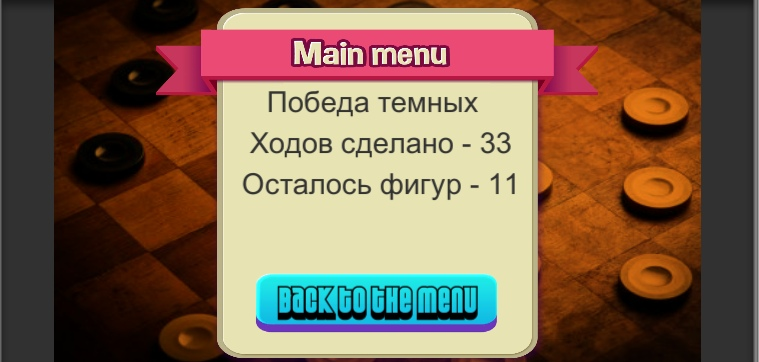 Main menu
Победа темных
Ходов сделано - 33
Осталось фигур - 11
Back to the menu